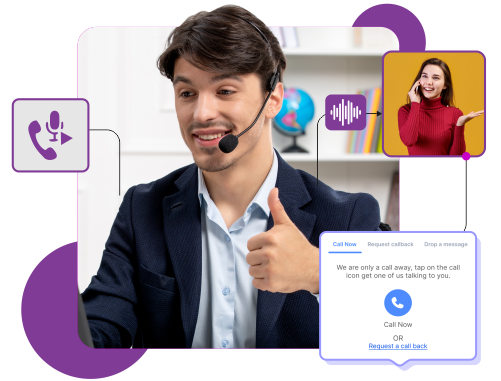 Call Now Request callback Drop a message
We are only a call away, tap on the call
icon get one of us talking to you.
Call Now
OR
Request a call back